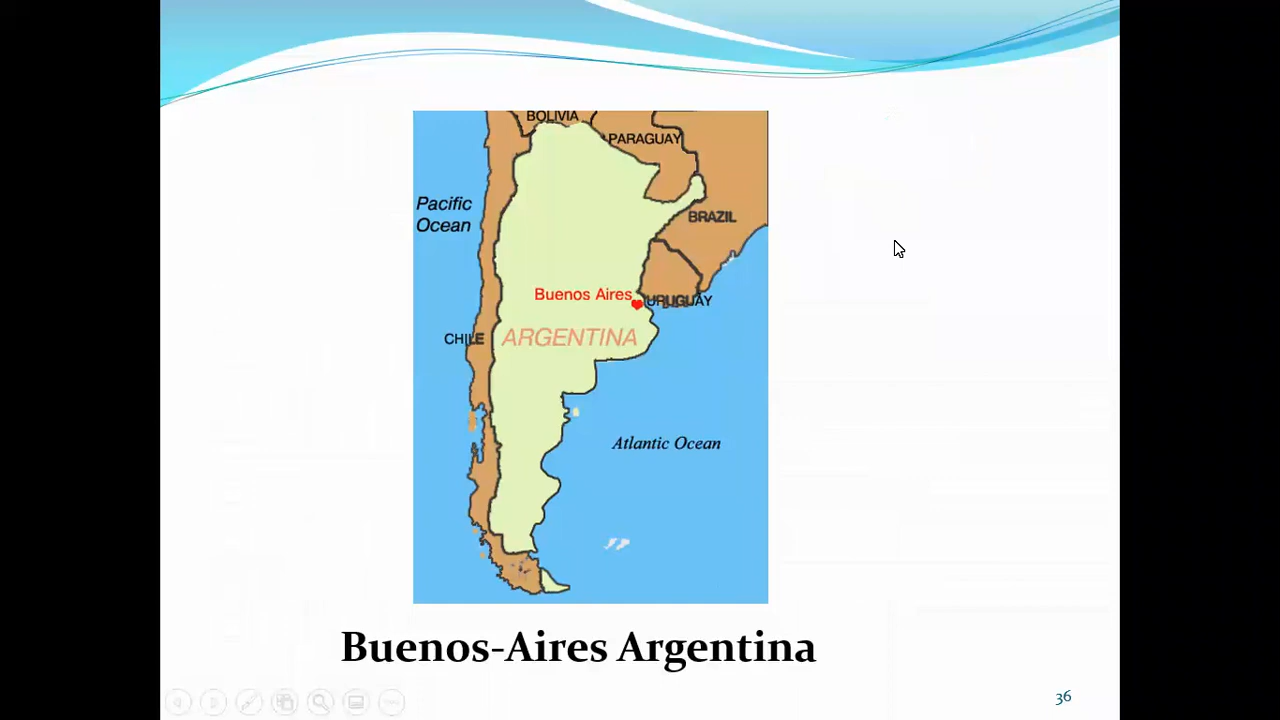 BOLIVIA
PARAGUAY
Pacific
Ocean
BRAZIL
Buenos Aires
URUGUAY
CHILE
ARGENTINA
Atlantic Ocean
Buenos-Aires Argentina
36